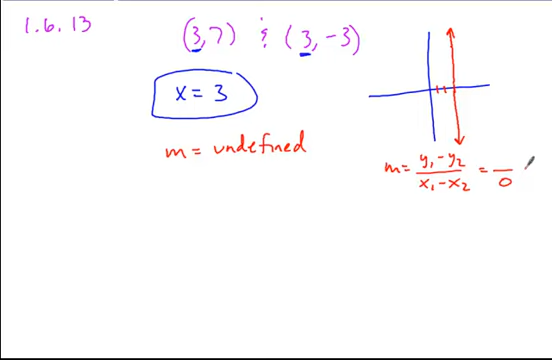 1.6.13
(3,7) & (3,-3)
x = 3
m = undefined
m = y₁-y₂ / x₁-x₂ = — / 0